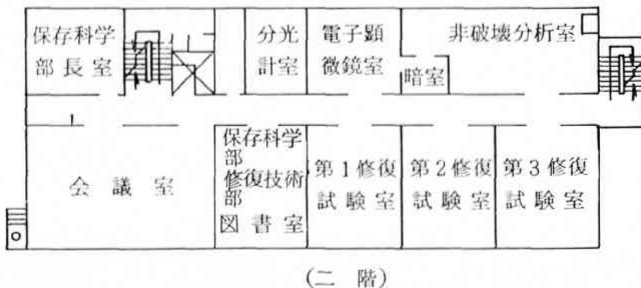 保存科学
部長室
分光
計室
電子顕
微鏡室
暗室
非破壊分析室
会議室
保存科学
部
修復技術
部
図書室
第1修復
試験室
第2修復
試験室
第3修復
試験室
(二階)